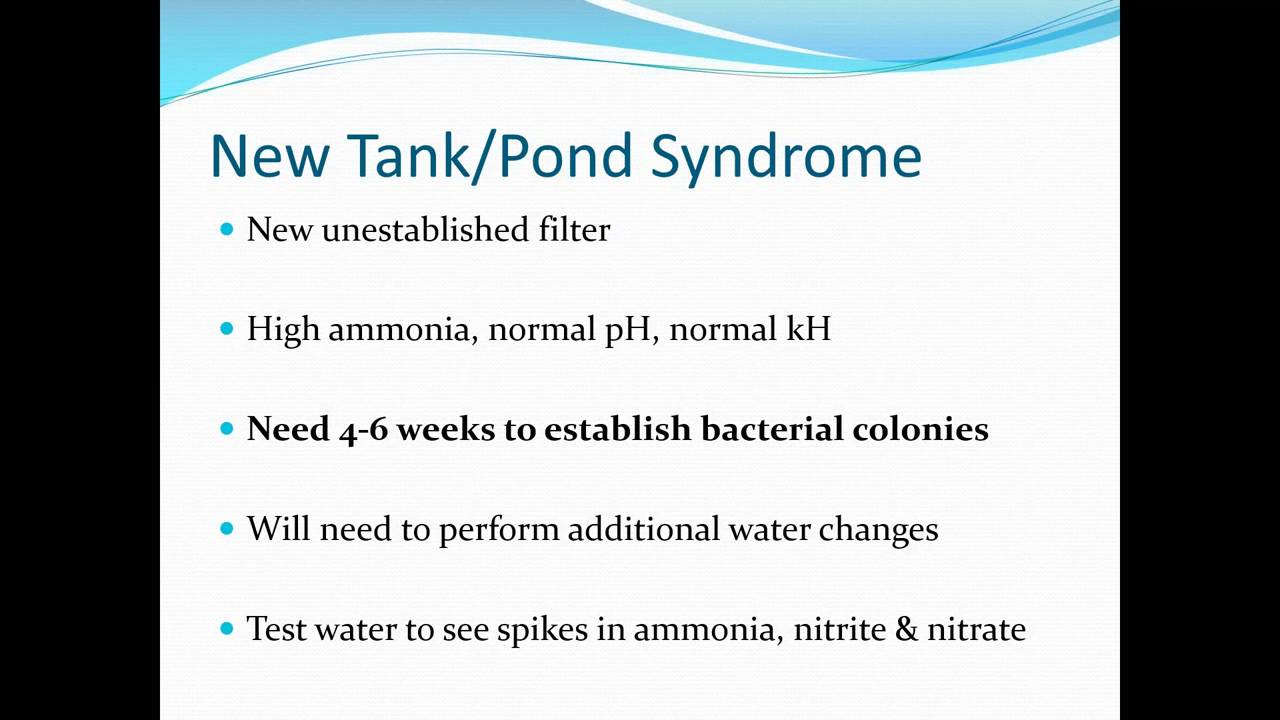 New Tank/Pond Syndrome
• New unestablished filter
• High ammonia, normal pH, normal kH
• Need 4-6 weeks to establish bacterial colonies
• Will need to perform additional water changes
• Test water to see spikes in ammonia, nitrite & nitrate